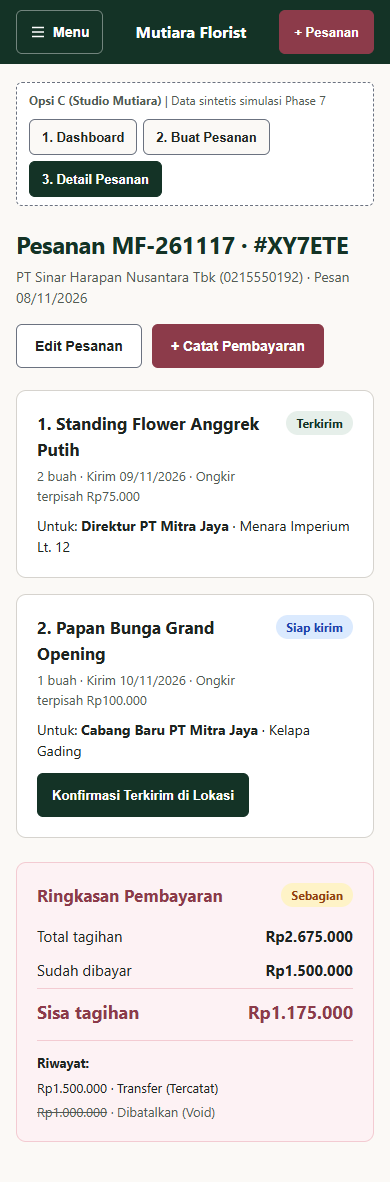 ☰ Menu
Mutiara Florist
+ Pesanan
Opsi C (Studio Mutiara) | Data sintetis simulasi Phase 7
1. Dashboard
2. Buat Pesanan
3. Detail Pesanan
Pesanan MF-261117 · #XY7ETE
PT Sinar Harapan Nusantara Tbk (0215550192) · Pesan
08/11/2026
Edit Pesanan
+ Catat Pembayaran
1. Standing Flower Anggrek
Putih
Terkirim
2 buah · Kirim 09/11/2026 · Ongkir
terpisah Rp75.000
Untuk: Direktur PT Mitra Jaya · Menara Imperium
Lt. 12
2. Papan Bunga Grand
Opening
Siap kirim
1 buah · Kirim 10/11/2026 · Ongkir
terpisah Rp100.000
Untuk: Cabang Baru PT Mitra Jaya · Kelapa
Gading
Konfirmasi Terkirim di Lokasi
Ringkasan Pembayaran
Sebagian
Total tagihan Rp2.675.000
Sudah dibayar Rp1.500.000
Sisa tagihan Rp1.175.000
Riwayat:
Rp1.500.000 · Transfer (Tercatat)
Rp1.000.000 · Dibatalkan (Void)